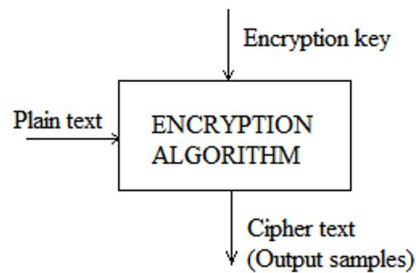 Encryption key
Plain text
ENCRYPTION
ALGORITHM
Cipher text
(Output samples)